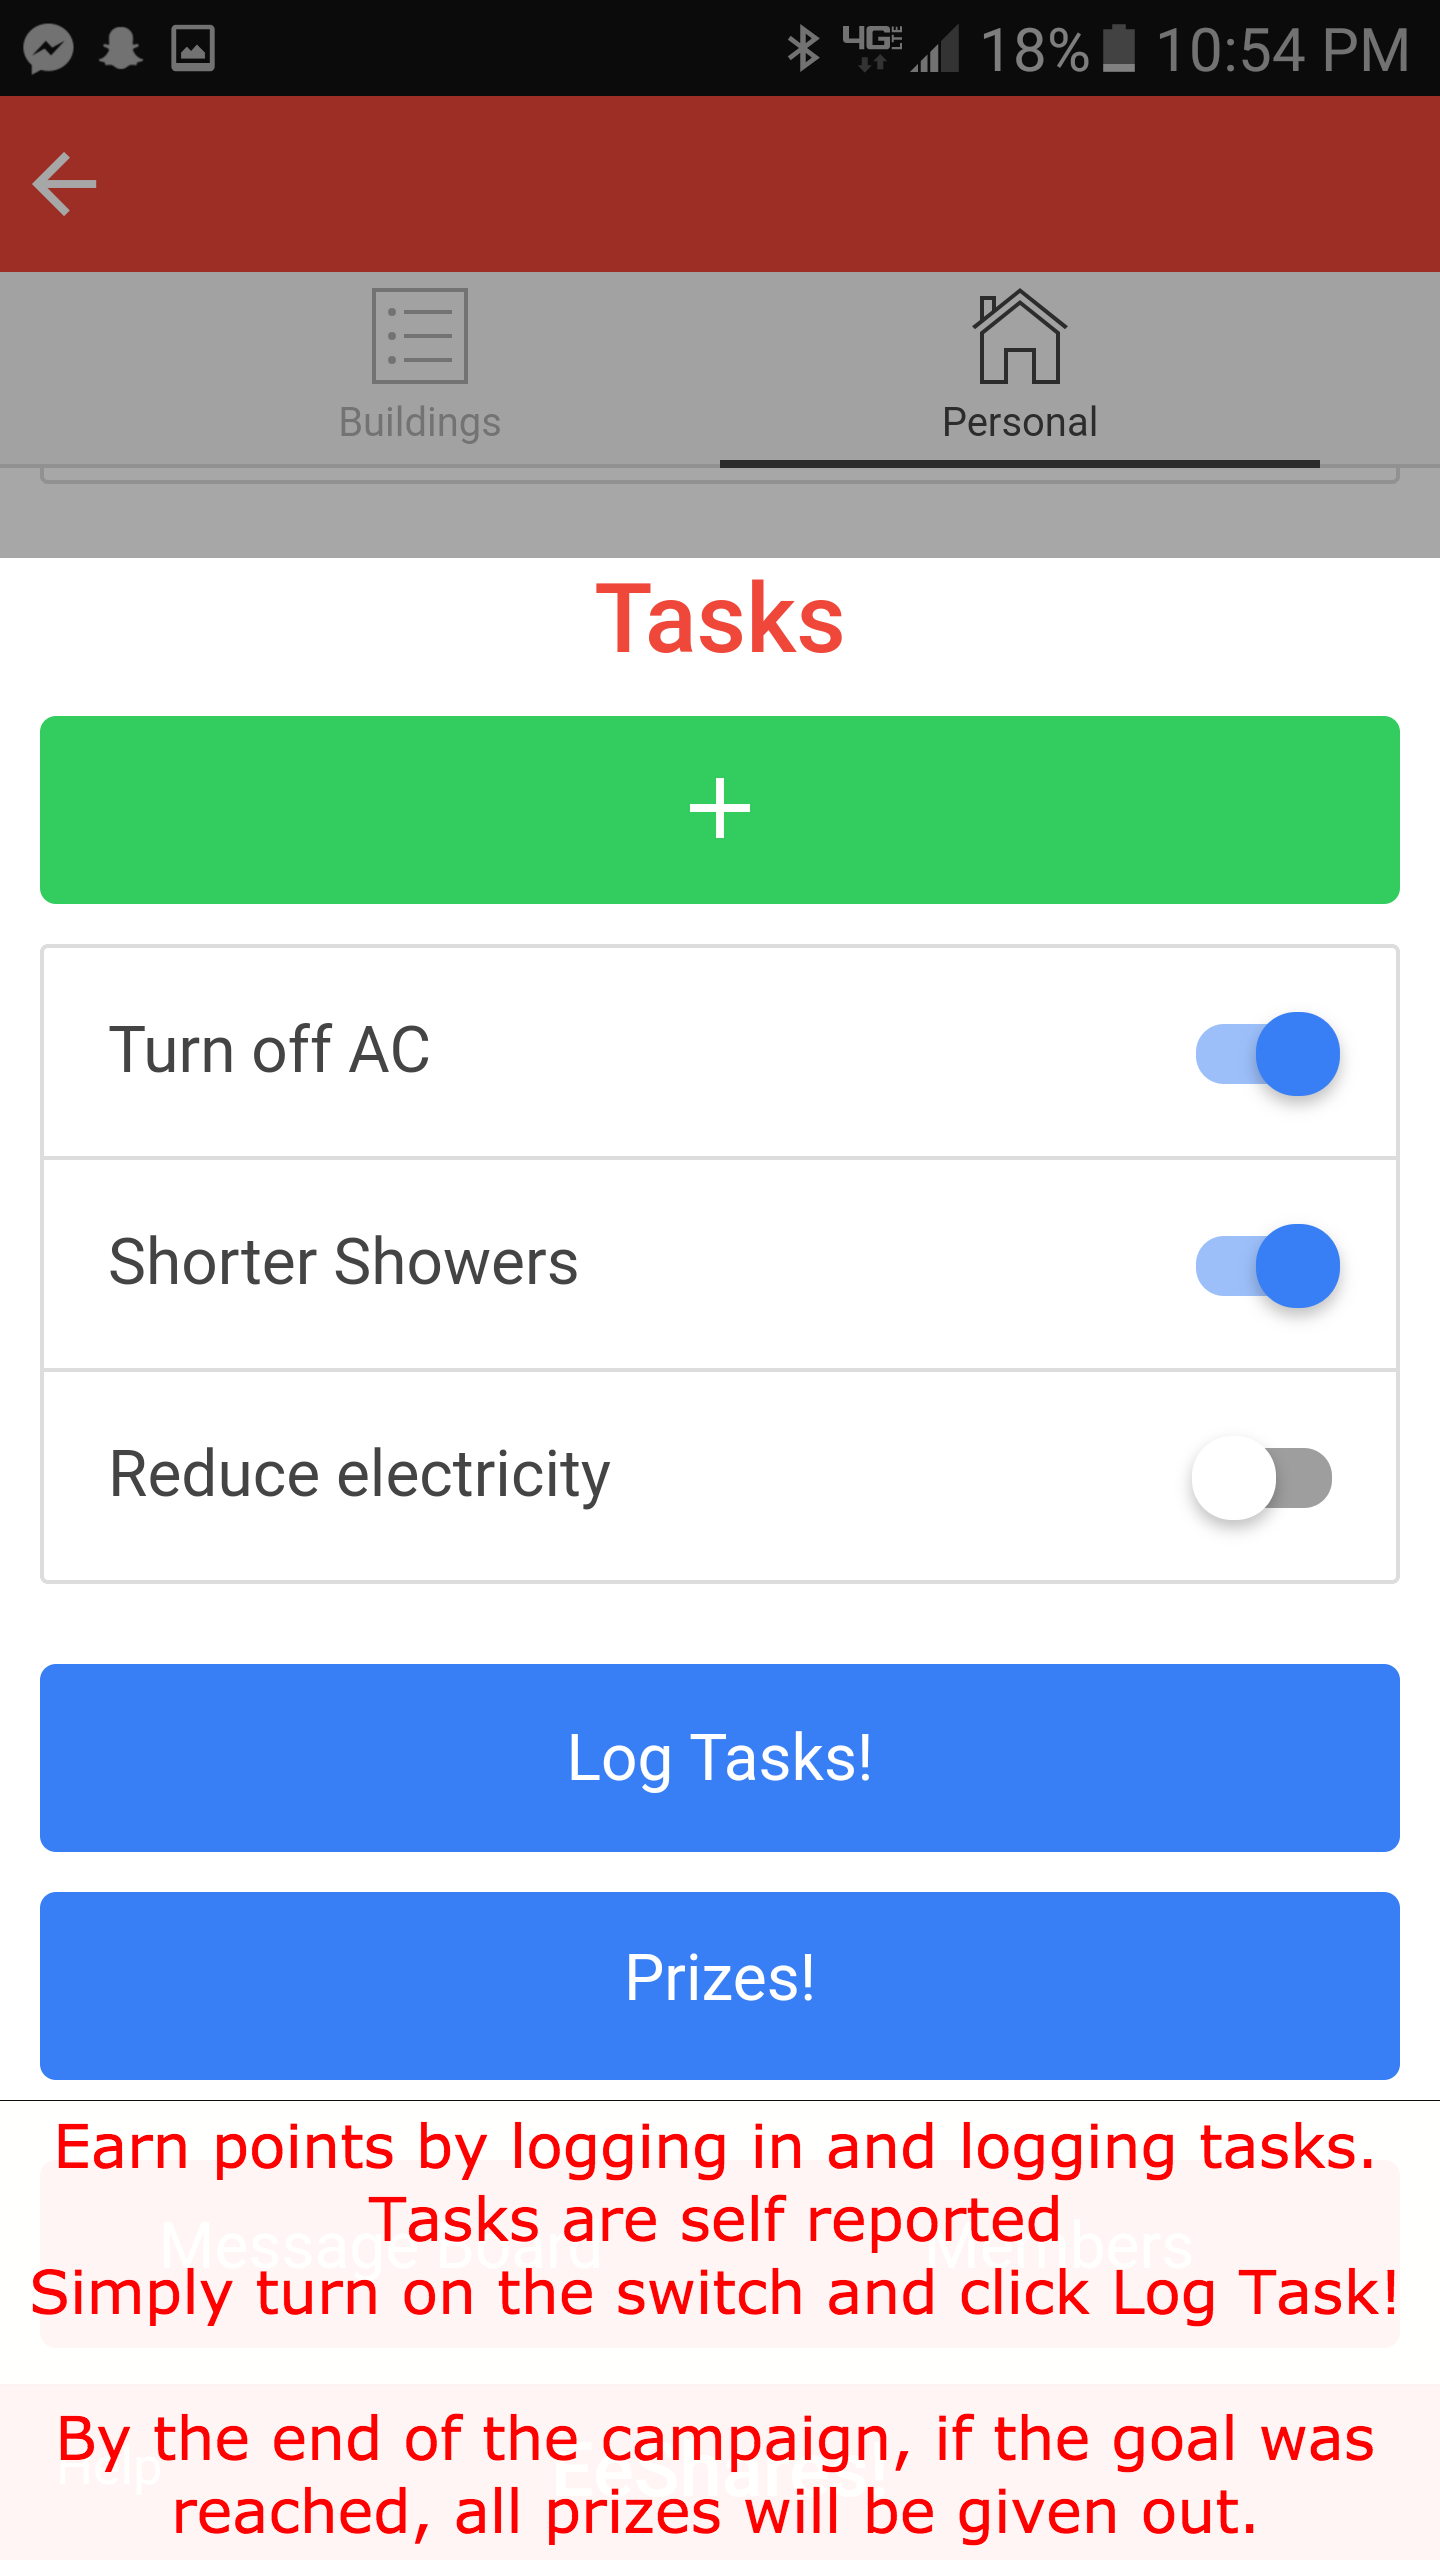 4G LTE 18% 10:54 PM
Buildings Personal
Tasks
+
Turn off AC
Shorter Showers
Reduce electricity
Log Tasks!
Prizes!
Earn points by logging in and logging tasks.
Tasks are self reported
Message Board Members
Simply turn on the switch and click Log Task!
By the end of the campaign, if the goal was
Help
reached, all prizes will be given out.